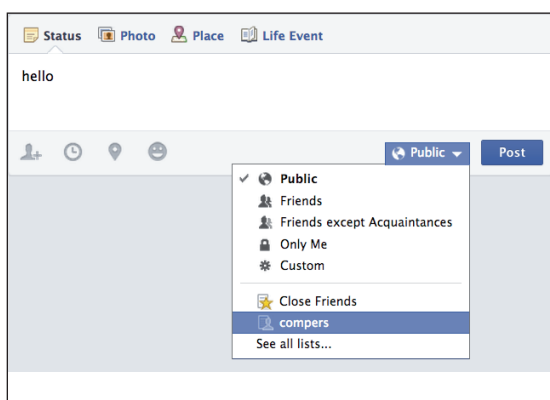 Status Photo Place Life Event
hello
Public Post
Public
Friends
Friends except Acquaintances
Only Me
Custom
Close Friends
compers
See all lists...